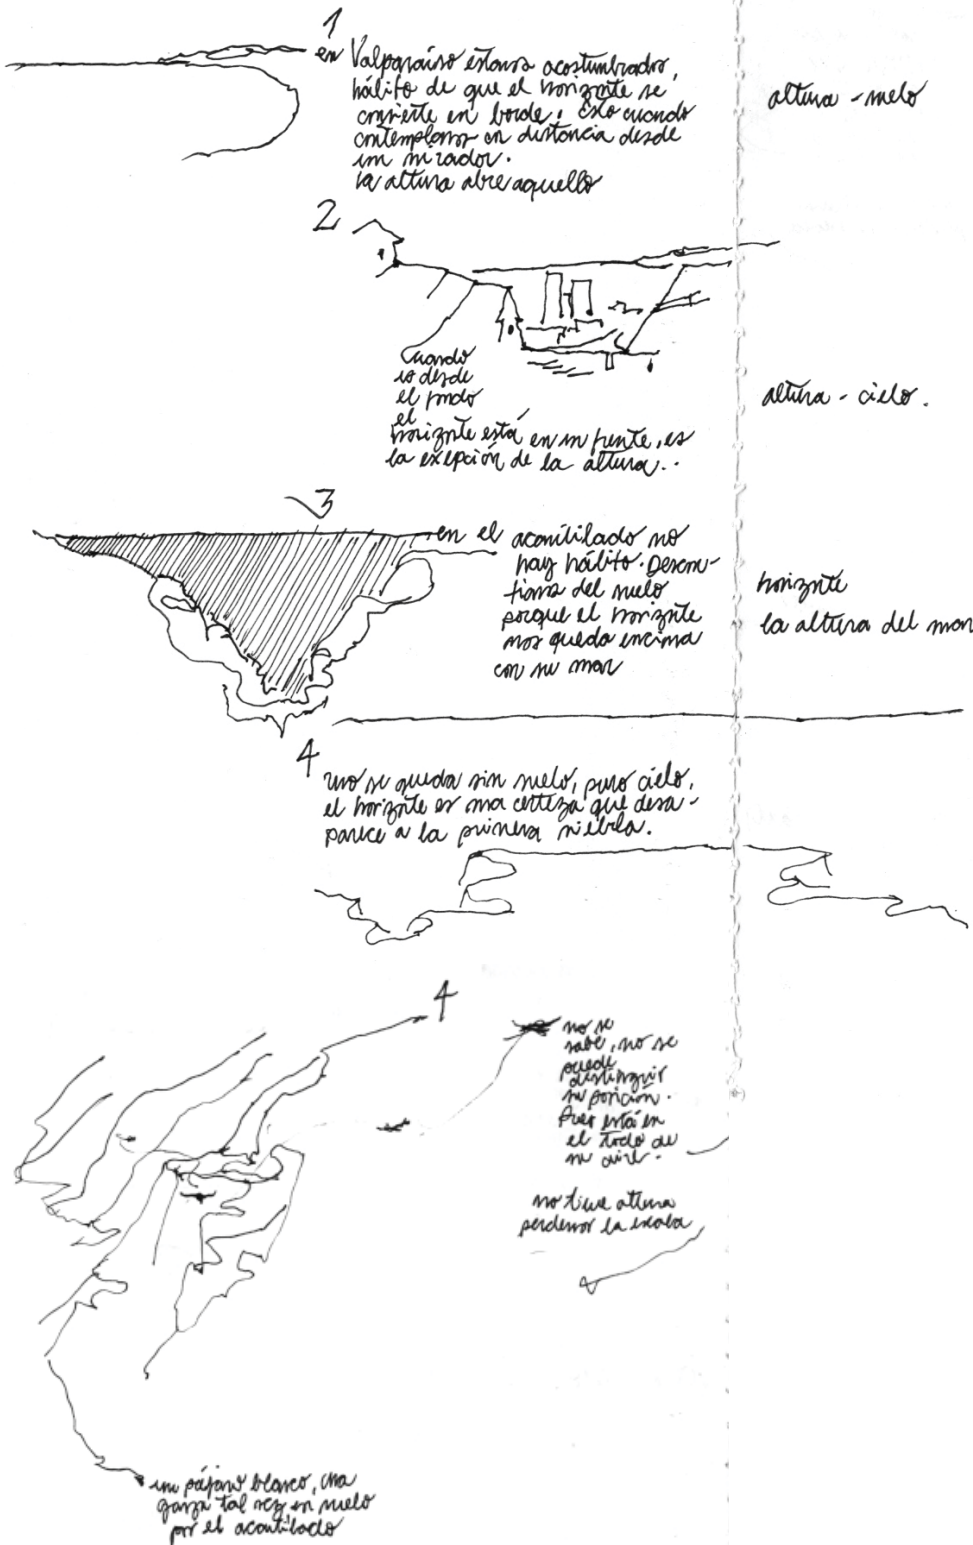 1
en Valparaíso estamos acostumbrados,
hábito de que el horizonte se
convierte en borde, esto cuando
contemplamos en distancia desde
un mirador.
la altura abre aquello
altura - suelo
2
Cuando
es desde
el fondo
el
horizonte está en su frente, es
la exepción de la altura..
altura - cielo.
3
en el acantilado no
hay hábito. Descon-
fiamos del suelo
porque el horizonte
nos queda encima
con su mar
horizonte
la altura del mar
4
uno se queda sin suelo, puro cielo,
el horizonte es una certeza que desa-
parece a la primera niebla.
4
no se
sabe, no se
puede
distinguir
su posición.
Pues está en
el todo de
su aire.
no tiene altura
perdemos la escala
un pájaro blanco, una
garza tal vez en vuelo
por el acantilado